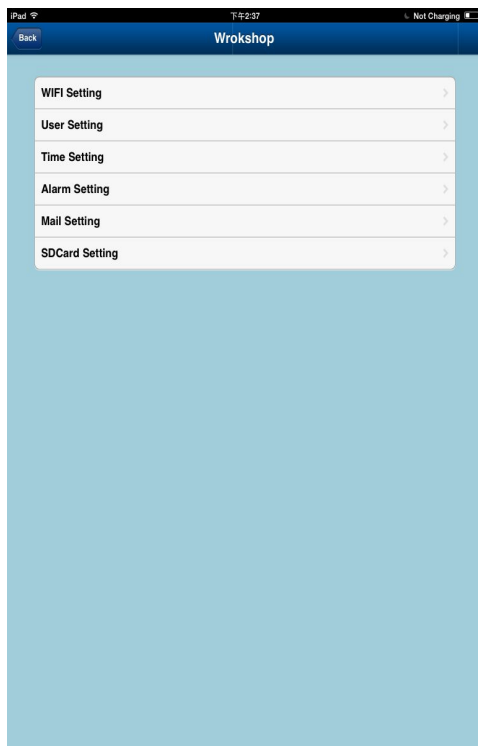 iPad 下午2:37 Not Charging
Back Wrokshop
WIFI Setting
User Setting
Time Setting
Alarm Setting
Mail Setting
SDCard Setting